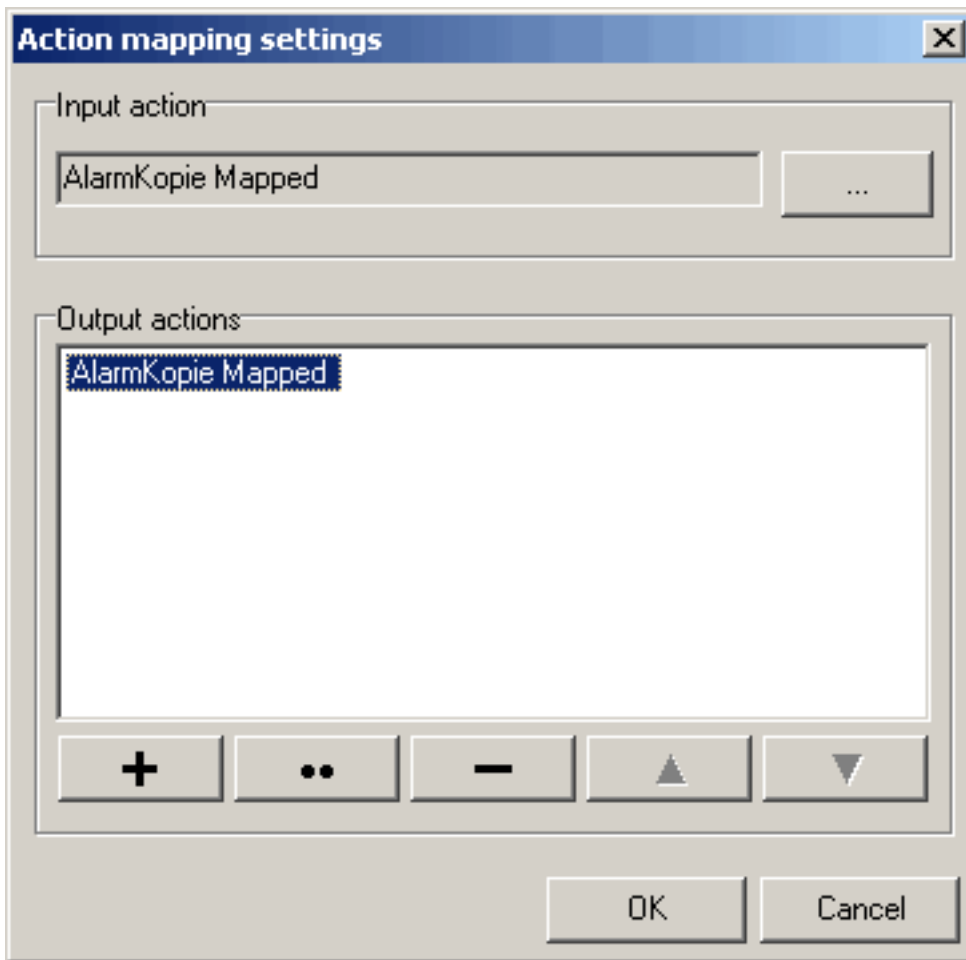 Action mapping settings
Input action
AlarmKopie Mapped
...
Output actions
AlarmKopie Mapped
OK
Cancel